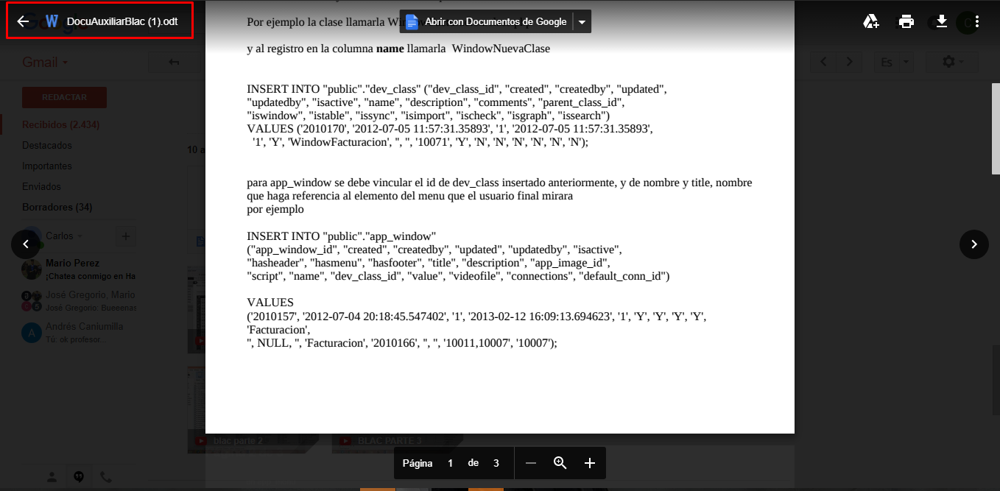 DocuAuxiliarBlac (1).odt
Abrir con Documentos de Google
Por ejemplo la clase llamarla
y al registro en la columna name llamarla WindowNuevaClase
INSERT INTO "public"."dev_class" ("dev_class_id", "created", "createdby", "updated",
"updatedby", "isactive", "name", "description", "comments", "parent_class_id",
"iswindow", "istable", "issync", "isimport", "ischeck", "isgraph", "issearch")
VALUES ('2010170', '2012-07-05 11:57:31.35893', '1', '2012-07-05 11:57:31.35893',
'1', 'Y', 'WindowFacturacion', '', '', '10071', 'Y', 'N', 'N', 'N', 'N', 'N', 'N');
para app_window se debe vincular el id de dev_class insertado anteriormente, y de nombre y title, nombre
que haga referencia al elemento del menu que el usuario final mirara
por ejemplo
INSERT INTO "public"."app_window"
("app_window_id", "created", "createdby", "updated", "updatedby", "isactive",
"hasheader", "hasmenu", "hasfooter", "title", "description", "app_image_id",
"script", "name", "dev_class_id", "value", "videofile", "connections", "default_conn_id")
VALUES
('2010157', '2012-07-04 20:18:45.547402', '1', '2013-02-12 16:09:13.694623', '1', 'Y', 'Y', 'Y', 'Y',
'Facturacion',
'', NULL, '', 'Facturacion', '2010166', '', '', '10011,10007', '10007');
Gmail
Es
REDACTAR
Recibidos (2.434)
Destacados
Importantes
Enviados
Borradores (34)
10 a
Carlos
Mario Perez
¡Chatea conmigo en Ha
José Gregorio, Mario
José Gregorio: Bueeenas
A
Andrés Caniumilla
Tú: ok profesor...
blac parte 2
BLAC PARTE 3
Página 1 de 3